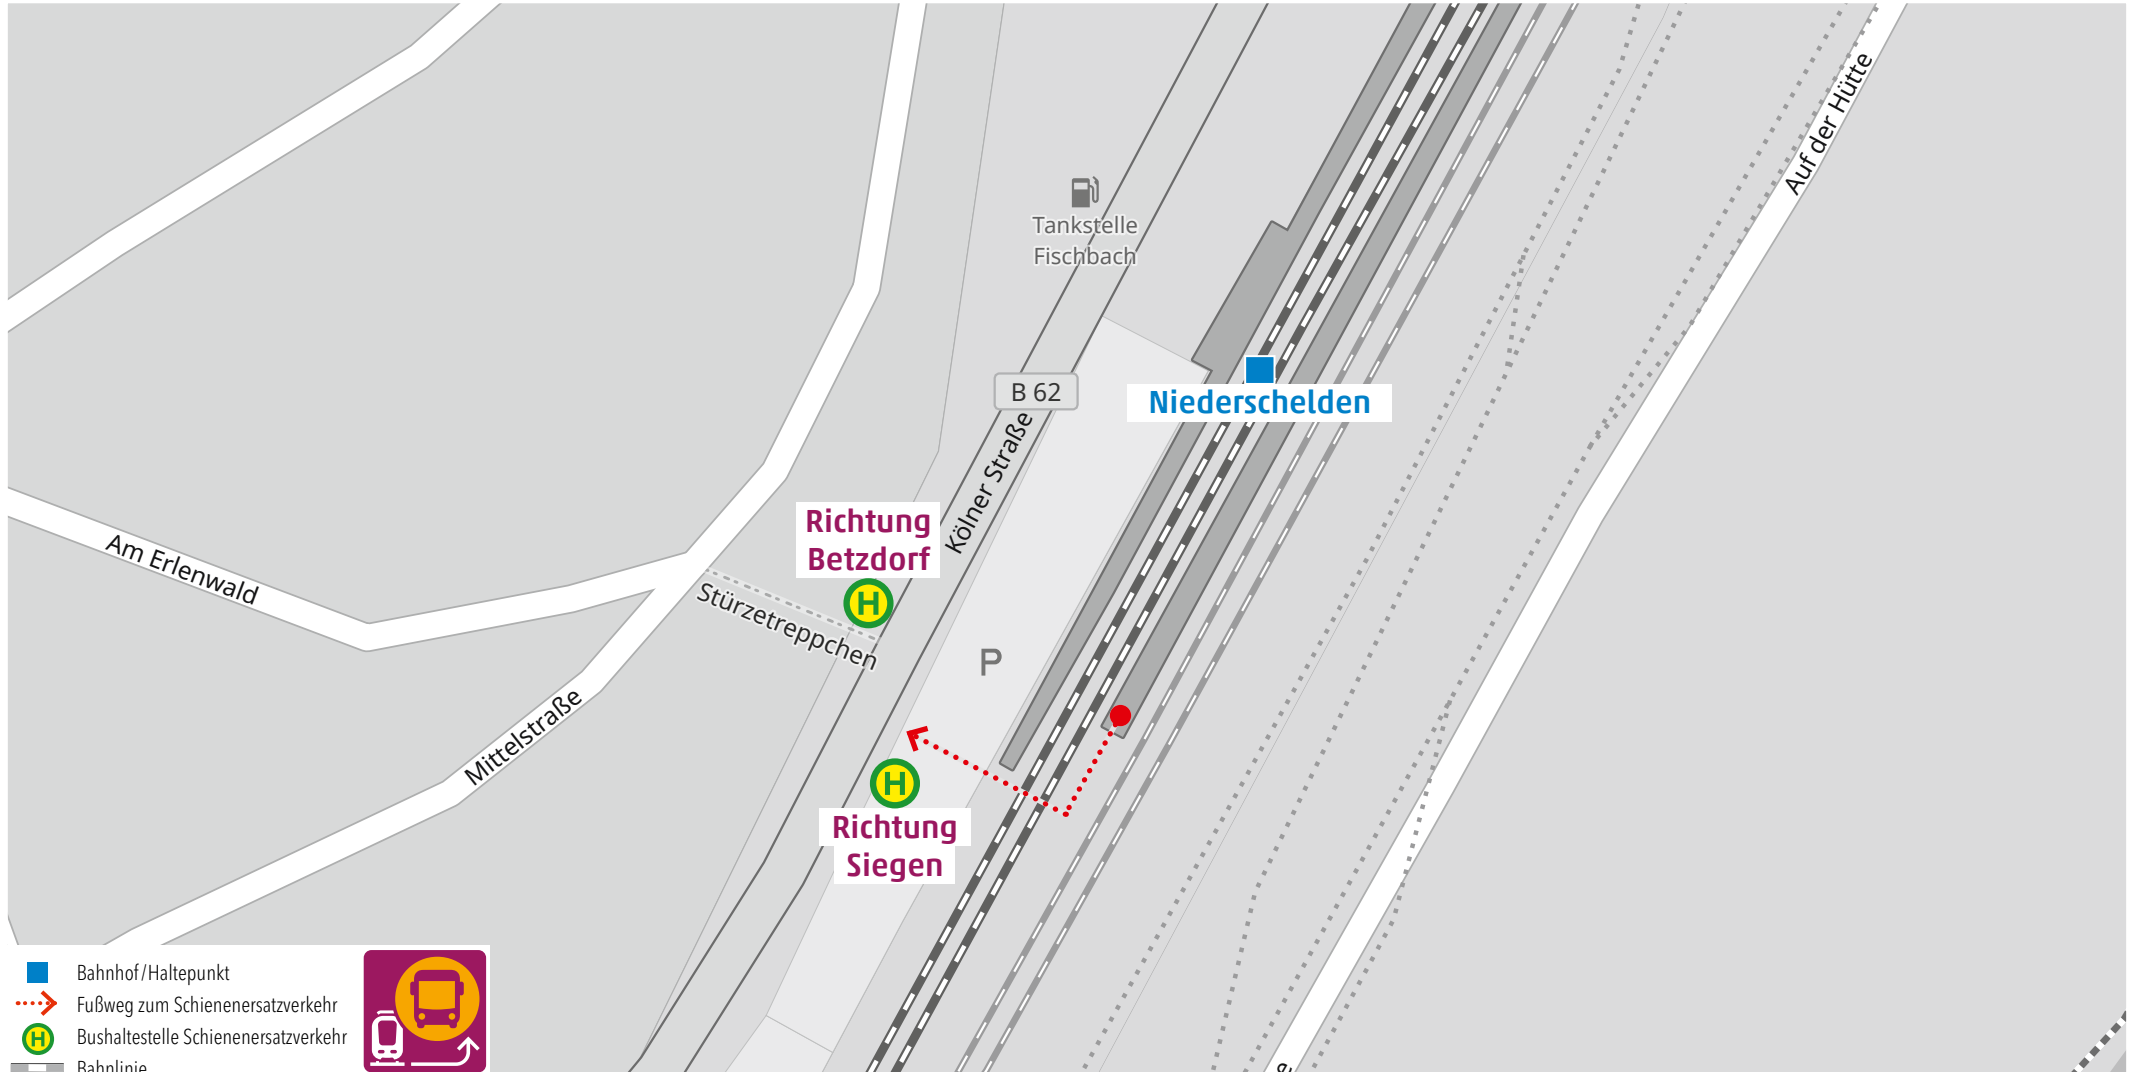 Auf der Hütte
Tankstelle
Fischbach
B 62
Niederschelden
Kölner Straße
Richtung
Betzdorf
H
Am Erlenwald
Stürzetreppchen
P
Mittelstraße
H
Richtung
Siegen
Bahnhof/Haltepunkt
Fußweg zum Schienenersatzverkehr
H Bushaltestelle Schienenersatzverkehr
Bahnlinie